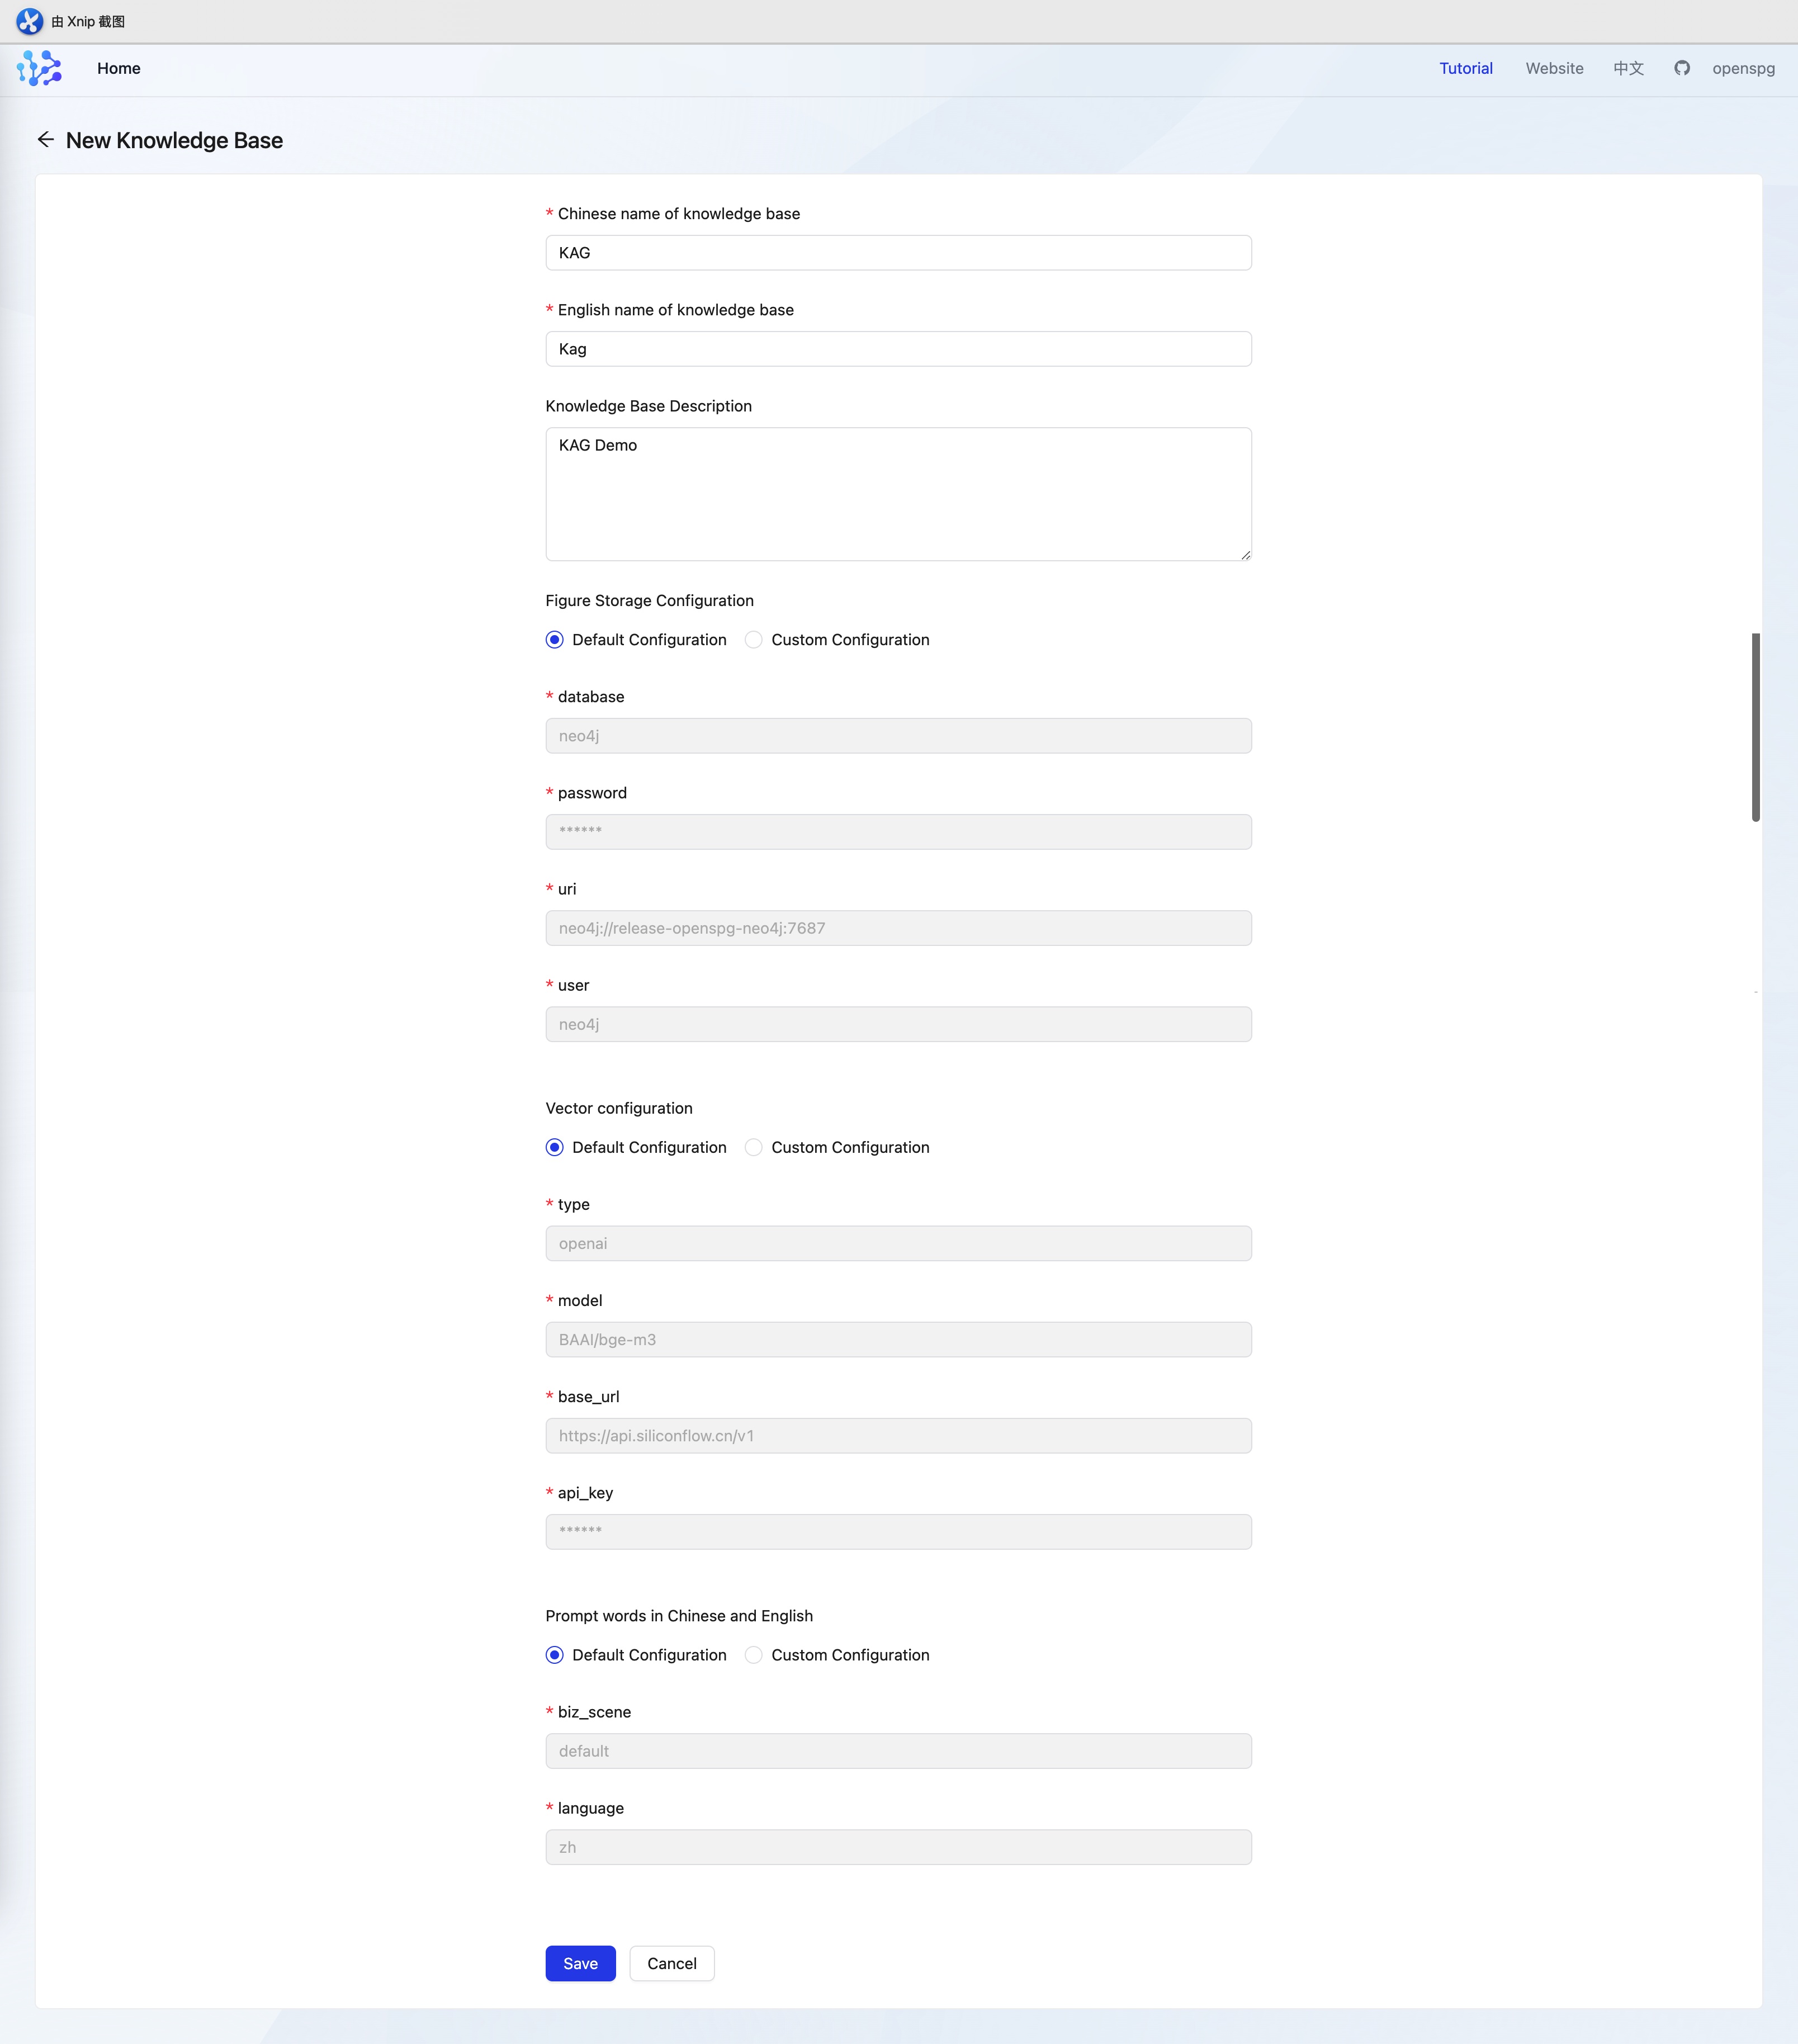 由 Xnip 截图
Home
Tutorial
Website
中文
openspg
New Knowledge Base
* Chinese name of knowledge base
KAG
* English name of knowledge base
Kag
Knowledge Base Description
KAG Demo
Figure Storage Configuration
Default Configuration
Custom Configuration
* database
neo4j
* password
******
* uri
neo4j://release-openspg-neo4j:7687
* user
neo4j
Vector configuration
Default Configuration
Custom Configuration
* type
openai
* model
BAAI/bge-m3
* base_url
https://api.siliconflow.cn/v1
* api_key
******
Prompt words in Chinese and English
Default Configuration
Custom Configuration
* biz_scene
default
* language
zh
Save
Cancel